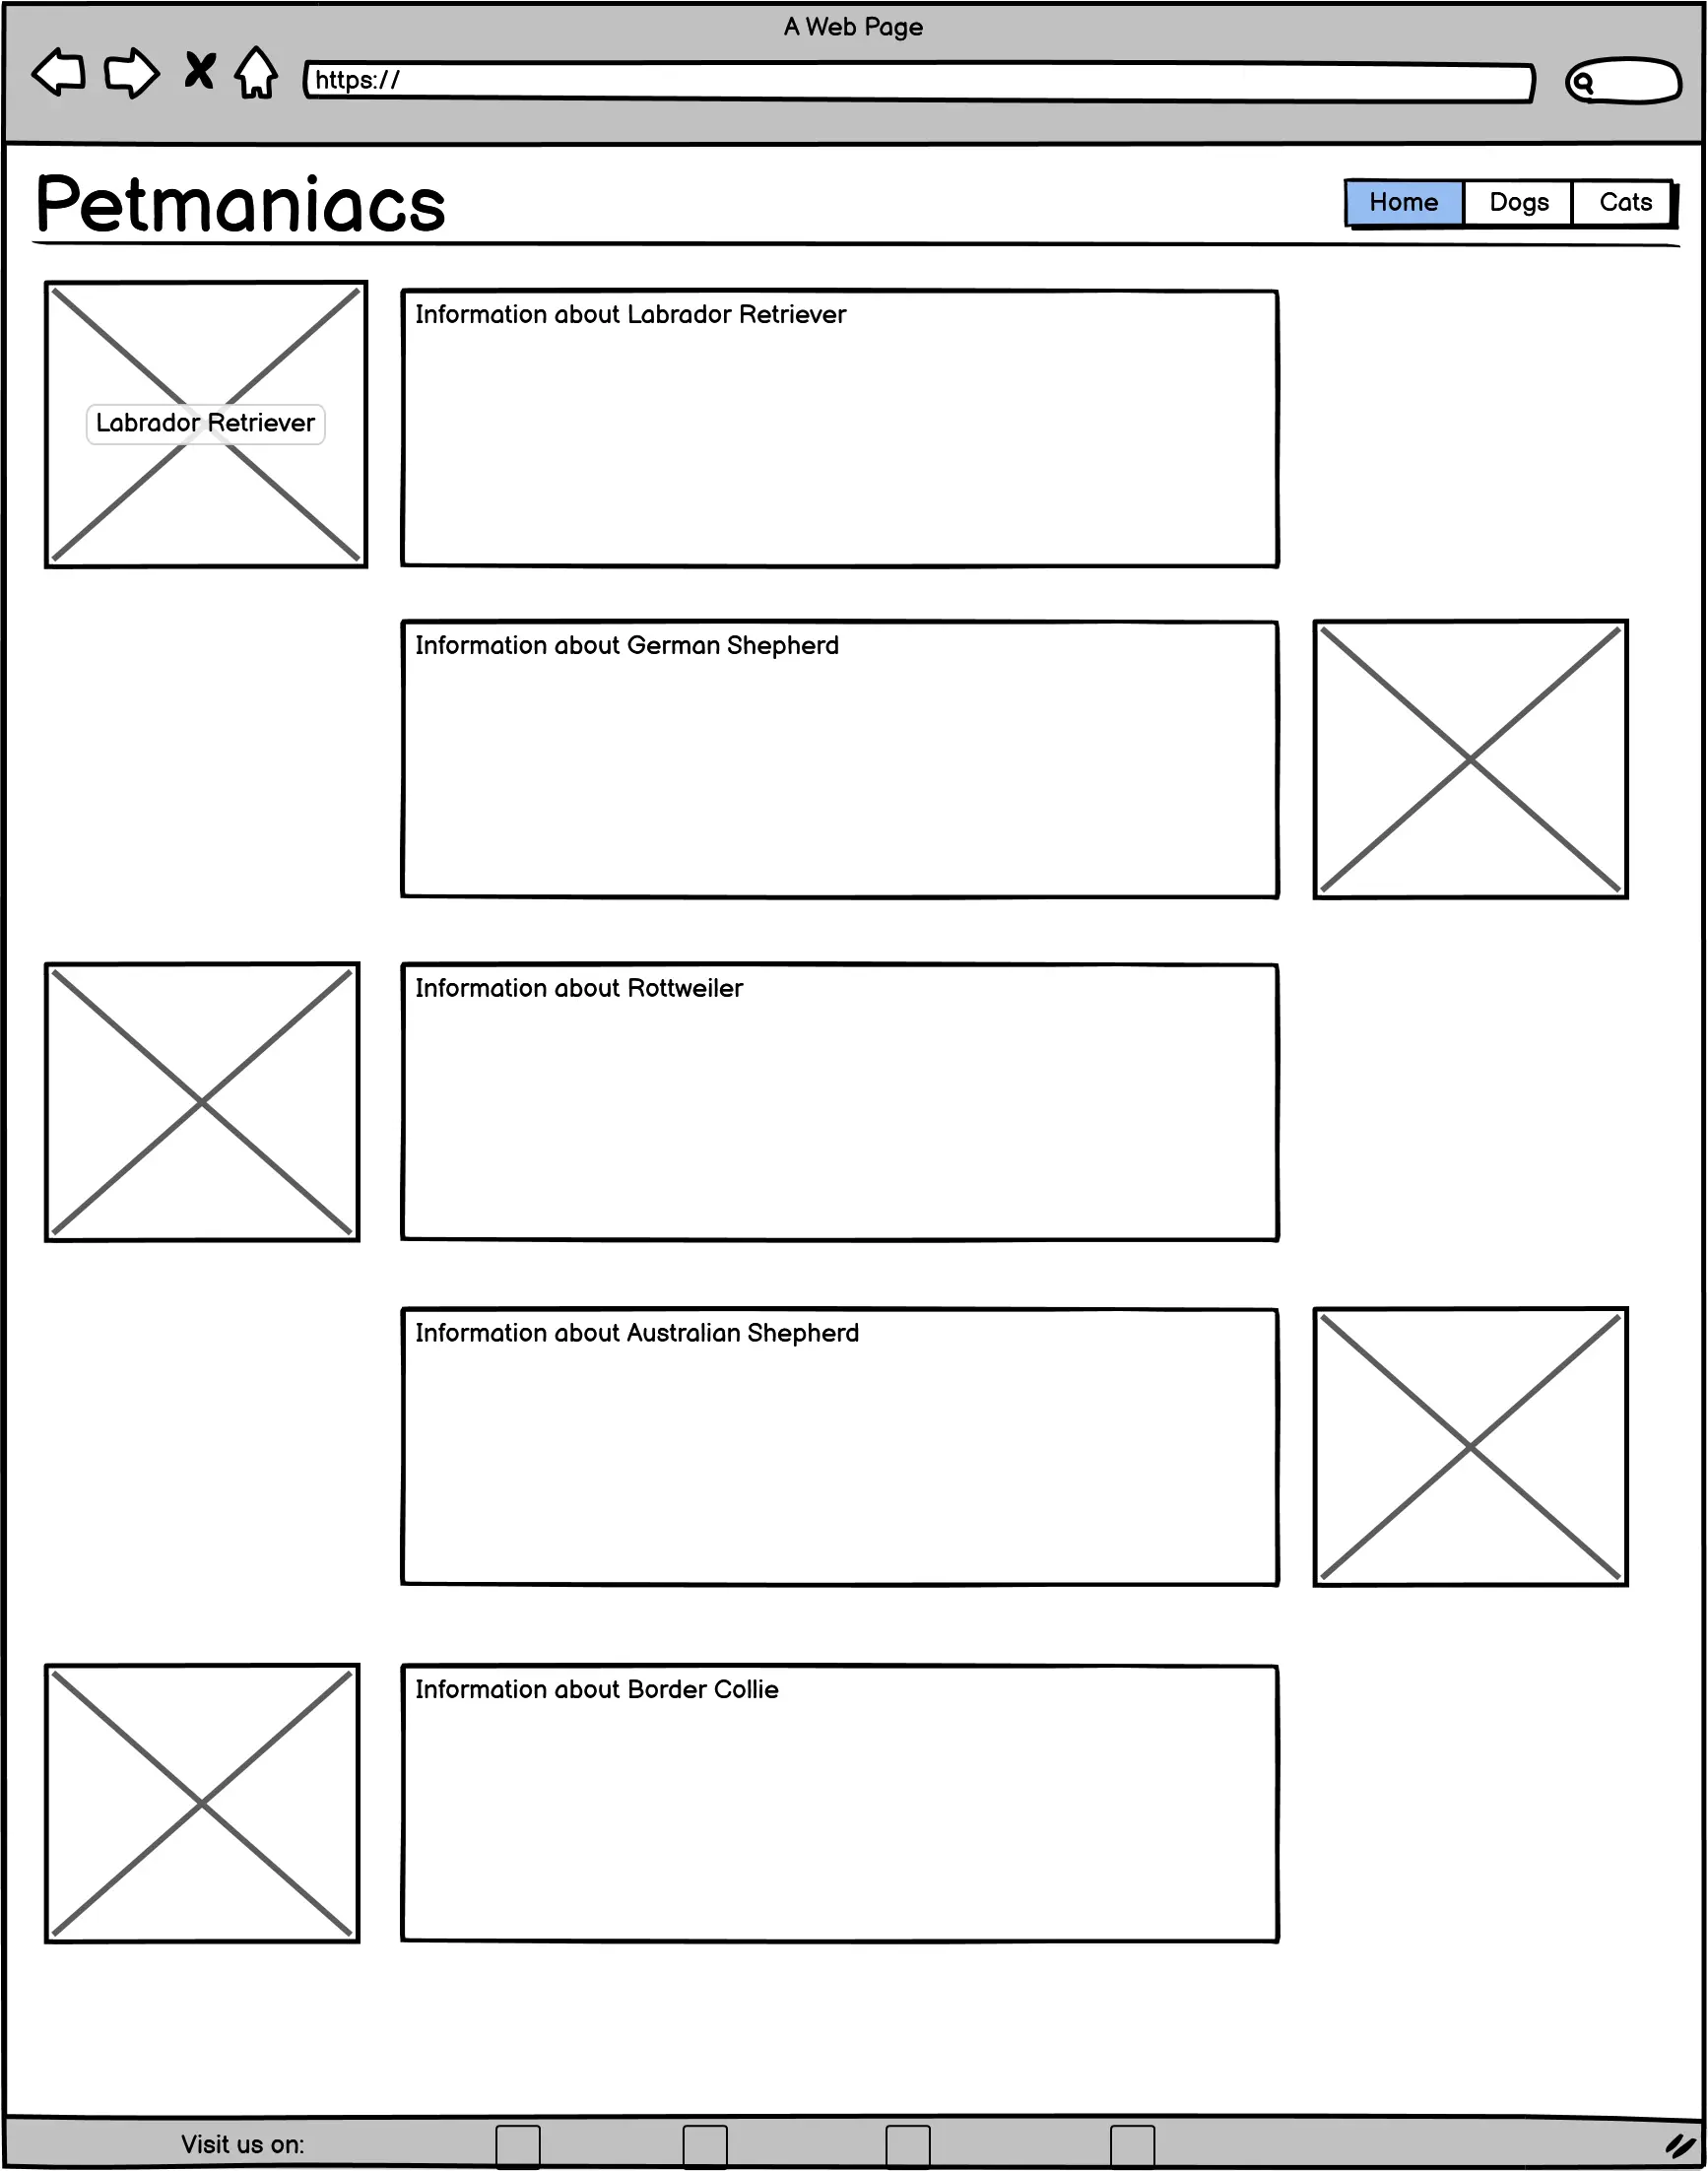 A Web Page
https://
Petmaniacs
Home Dogs Cats
Information about Labrador Retriever
Labrador Retriever
Information about German Shepherd
Information about Rottweiler
Information about Australian Shepherd
Information about Border Collie
Visit us on: